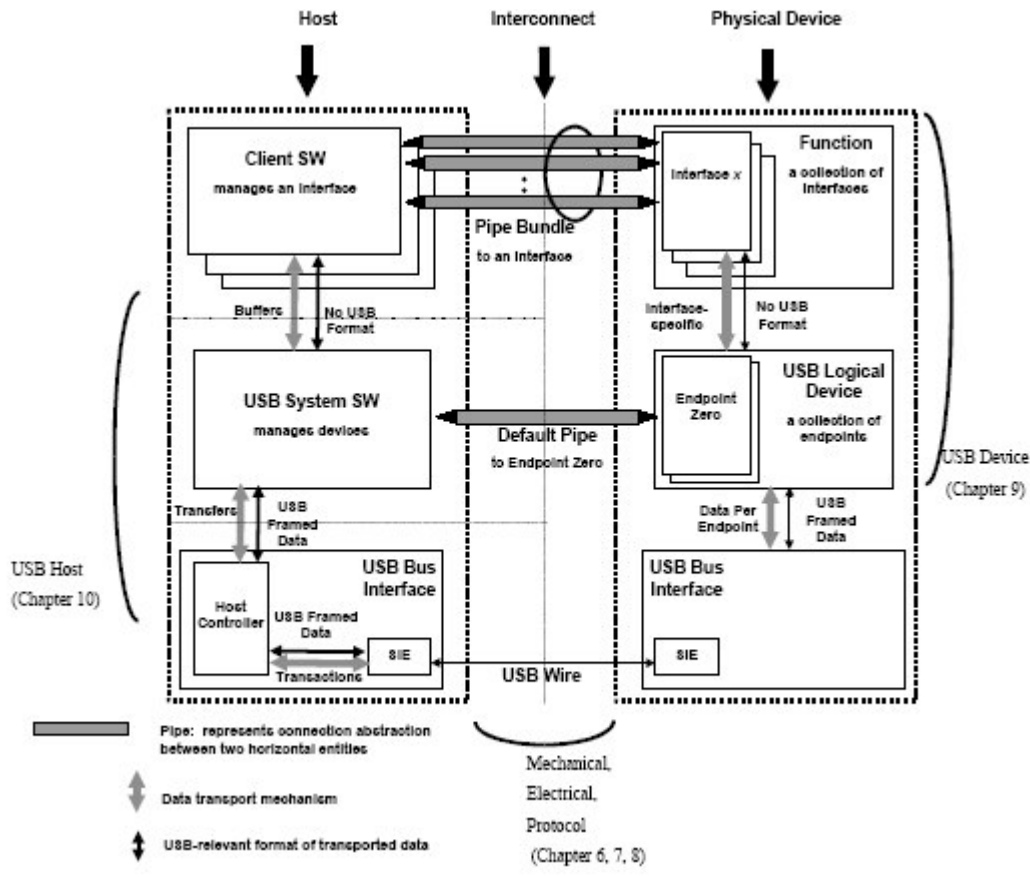 Host
Interconnect
Physical Device
Client SW
manages an interface
Pipe Bundle
to an Interface
Interface x
Function
a collection of
interfaces
Buffers
No USB
Format
Interface-
specific
No USB
Format
USB System SW
manages devices
Default Pipe
to Endpoint Zero
Endpoint
Zero
USB Logical
Device
a collection of
endpoints
USB Device
(Chapter 9)
Transfers
USB
Framed
Data
Data Per
Endpoint
USB
Framed
Data
USB Host
(Chapter 10)
USB Bus
Interface
Host
Controller
USB Framed
Data
SIE
Transactions
USB Wire
USB Bus
Interface
SIE
Pipe: represents connection abstraction
between two horizontal entities
Data transport mechanism
USB-relevant format of transported data
Mechanical,
Electrical,
Protocol
(Chapter 6, 7, 8)